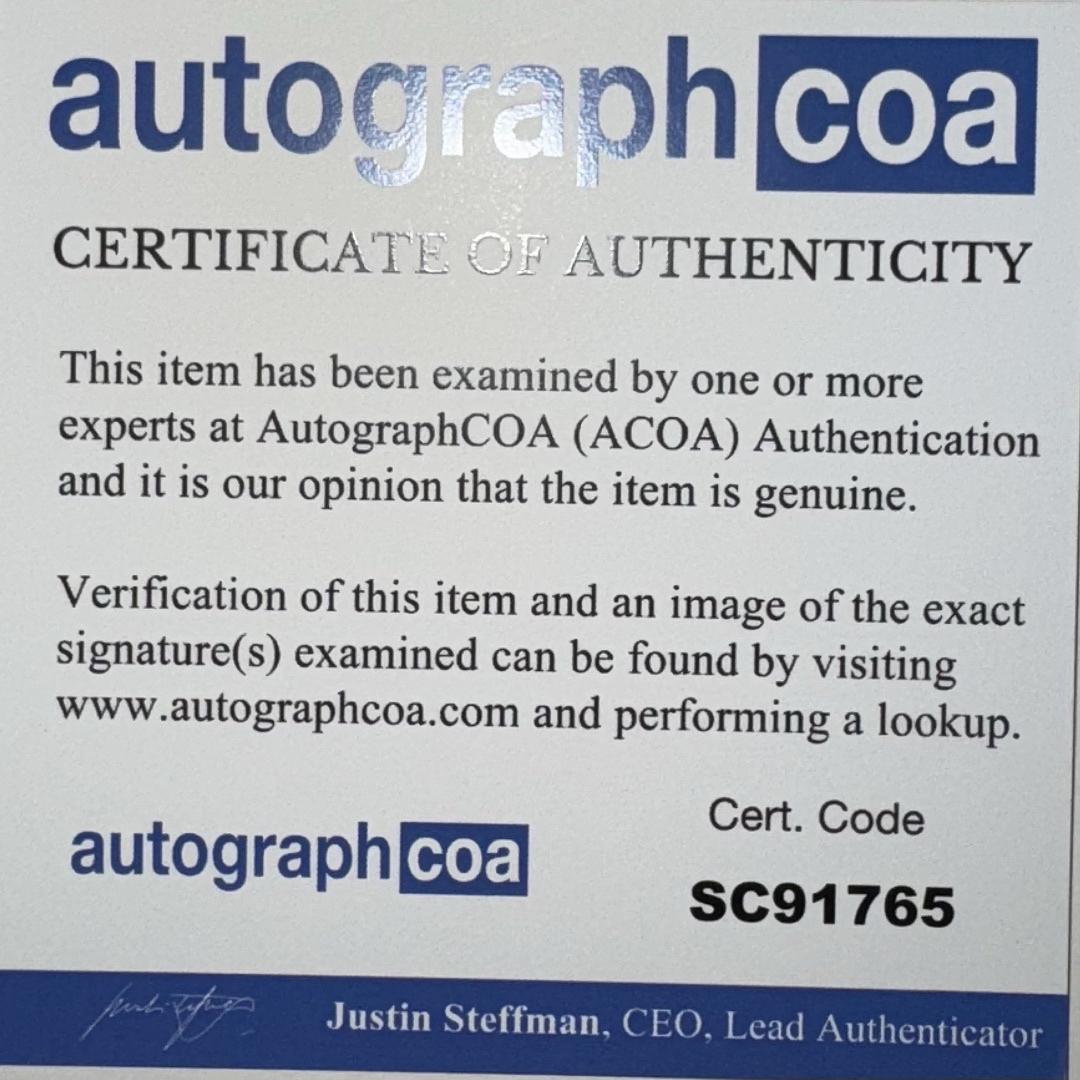 autographcoa
CERTIFICATE OF AUTHENTICITY
This item has been examined by one or more
experts at AutographCOA (ACOA) Authentication
and it is our opinion that the item is genuine.
Verification of this item and an image of the exact
signature(s) examined can be found by visiting
www.autographcoa.com and performing a lookup.
autographcoa
Cert. Code
SC91765
Justin Steffman, CEO, Lead Authenticator